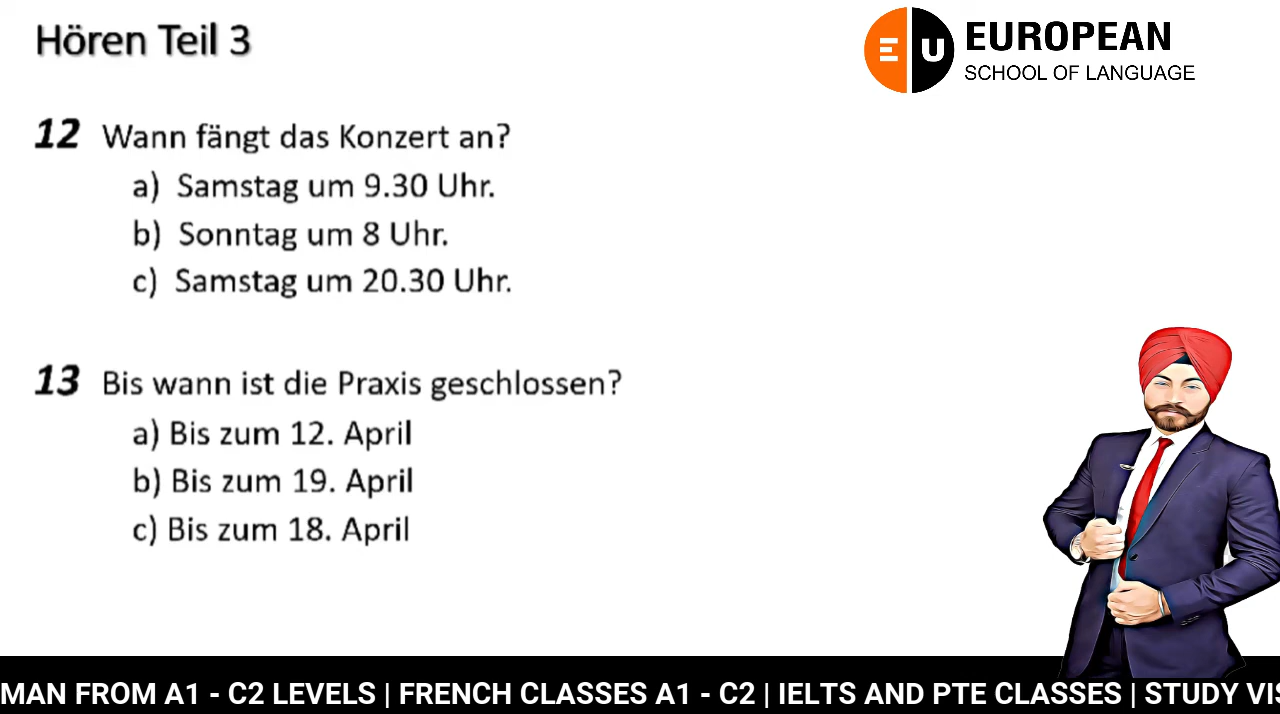 Hören Teil 3
EU EUROPEAN
SCHOOL OF LANGUAGE
12 Wann fängt das Konzert an?
a) Samstag um 9.30 Uhr.
b) Sonntag um 8 Uhr.
c) Samstag um 20.30 Uhr.
13 Bis wann ist die Praxis geschlossen?
a) Bis zum 12. April
b) Bis zum 19. April
c) Bis zum 18. April
MAN FROM A1 - C2 LEVELS | FRENCH CLASSES A1 - C2 | IELTS AND PTE CLASSES | STUDY VIS